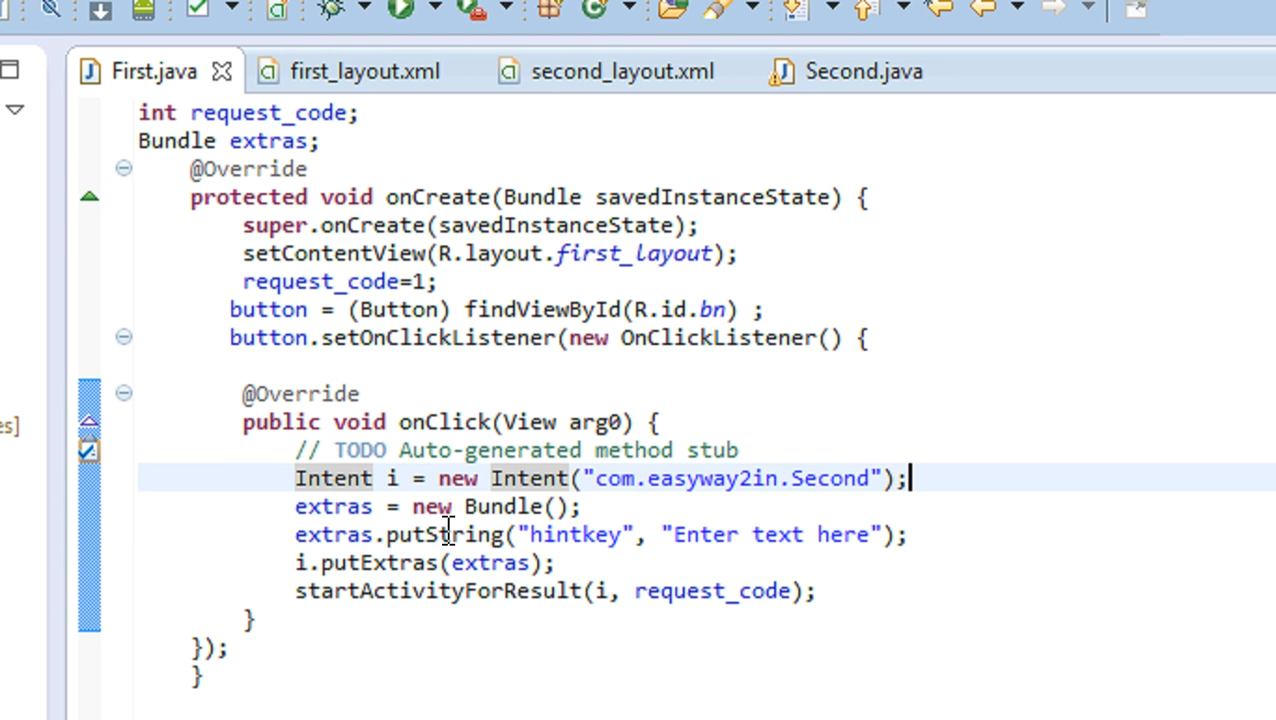 First.java first_layout.xml second_layout.xml Second.java
int request_code;
Bundle extras;
@Override
protected void onCreate(Bundle savedInstanceState) {
super.onCreate(savedInstanceState);
setContentView(R.layout.first_layout);
request_code=1;
button = (Button) findViewById(R.id.bn) ;
button.setOnClickListener(new OnClickListener() {
@Override
es]
public void onClick(View arg0) {
// TODO Auto-generated method stub
Intent i = new Intent("com.easyway2in.Second");
extras = new Bundle();
extras.putString("hintkey", "Enter text here");
i.putExtras(extras);
startActivityForResult(i, request_code);
}
});
}